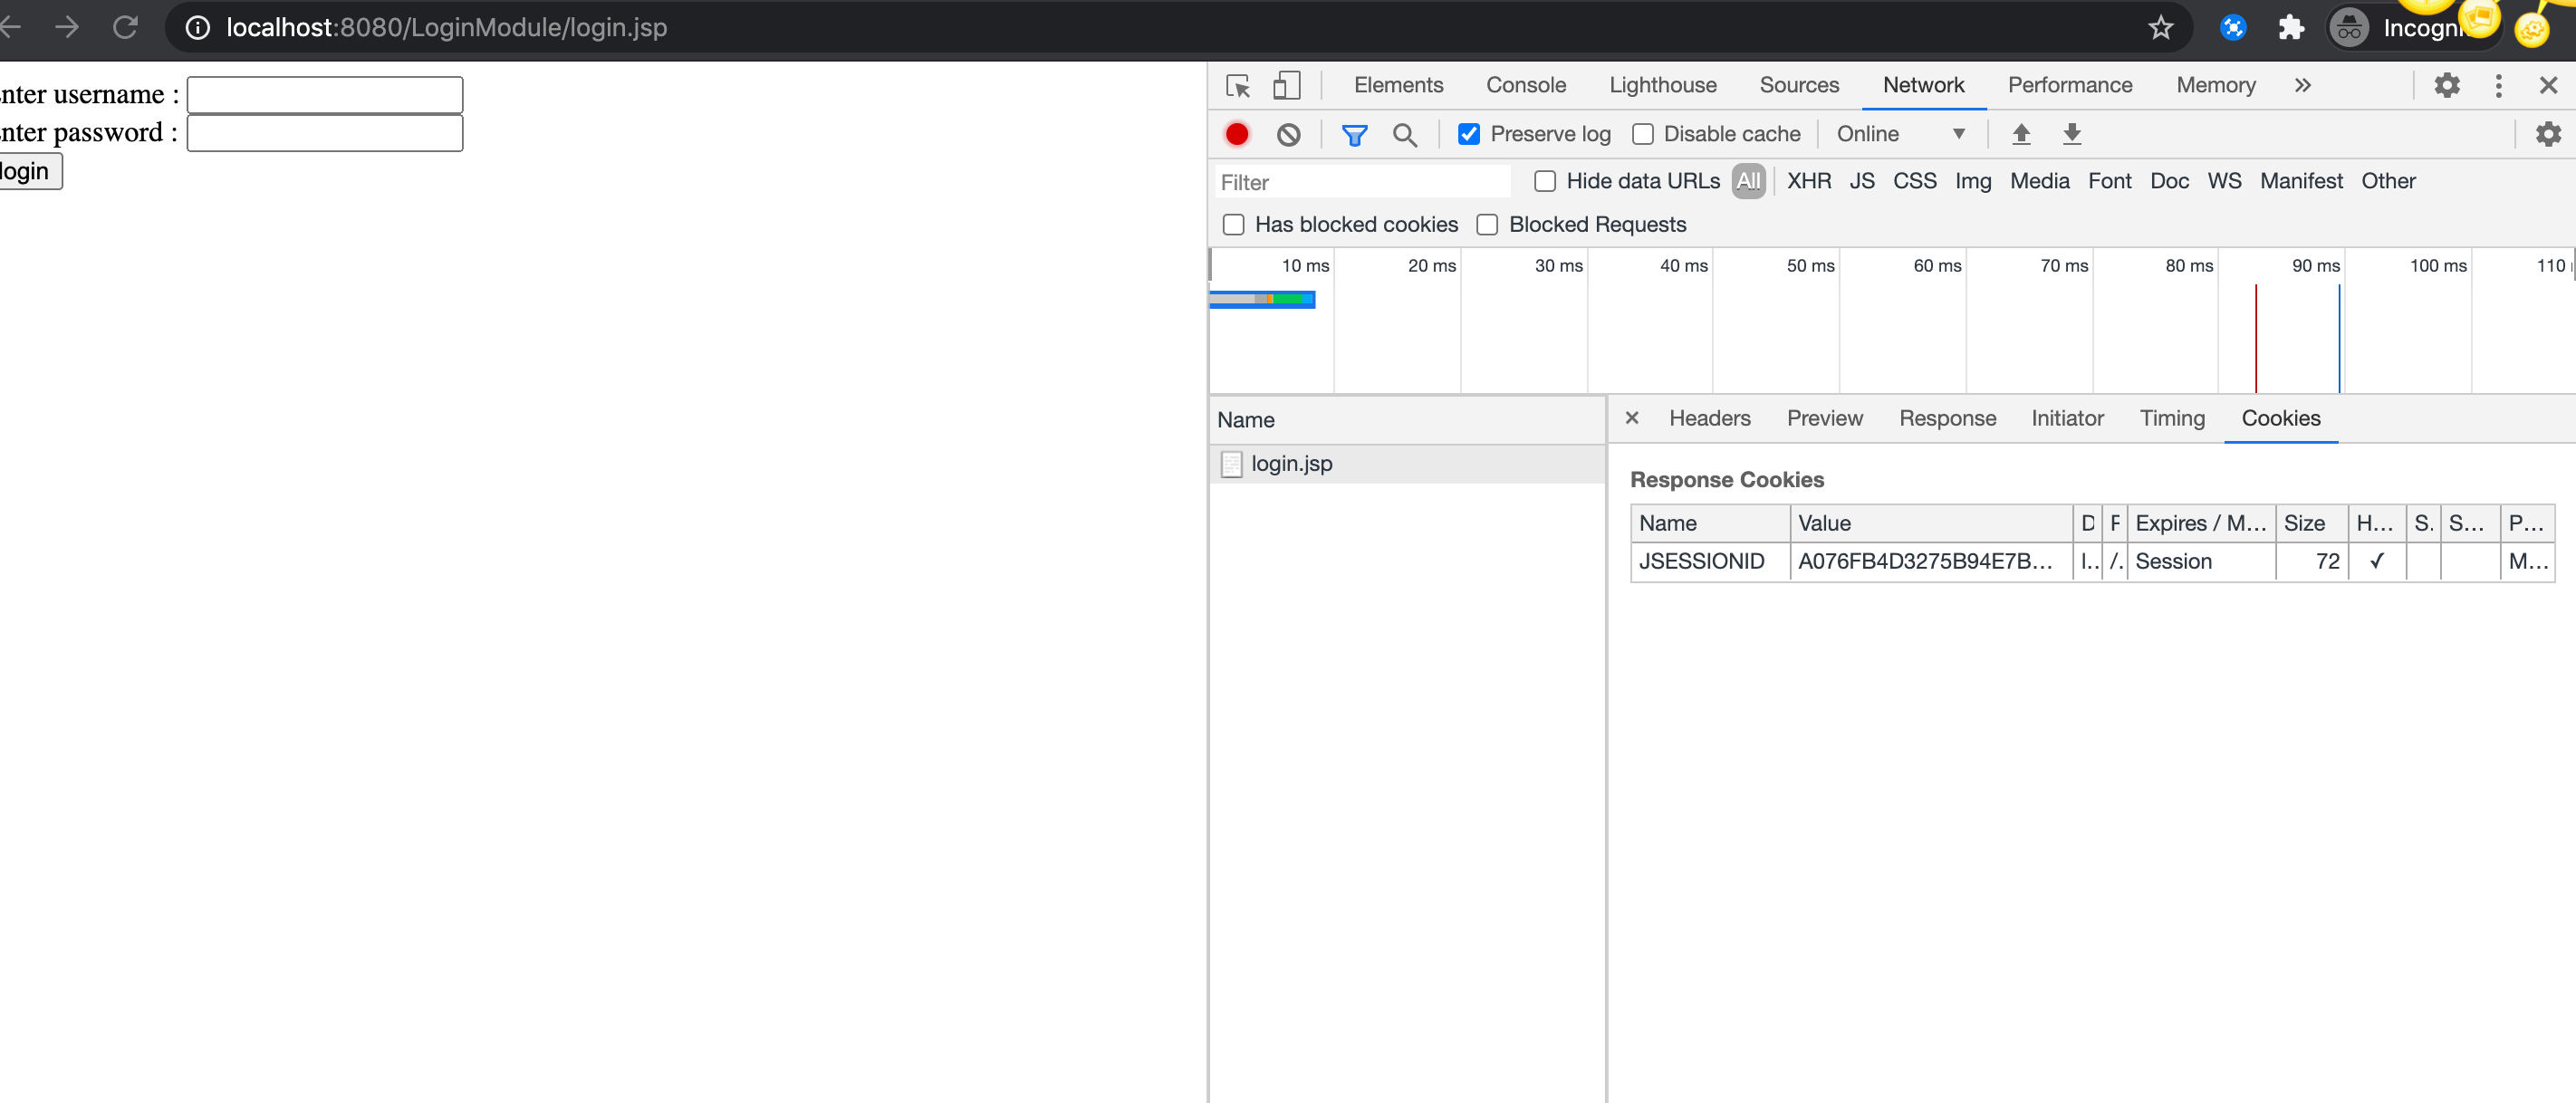 localhost:8080/LoginModule/login.jsp
Incogni
nter username :
nter password :
login
Elements Console Lighthouse Sources Network Performance Memory
Preserve log Disable cache Online
Filter Hide data URLs All XHR JS CSS Img Media Font Doc WS Manifest Other
Has blocked cookies Blocked Requests
10 ms 20 ms 30 ms 40 ms 50 ms 60 ms 70 ms 80 ms 90 ms 100 ms 110
Name
login.jsp
Headers Preview Response Initiator Timing Cookies
Response Cookies
Name Value D P Expires / M... Size H... S. S... P...
JSESSIONID A076FB4D3275B94E7B... l.. /. Session 72 ✓ M...